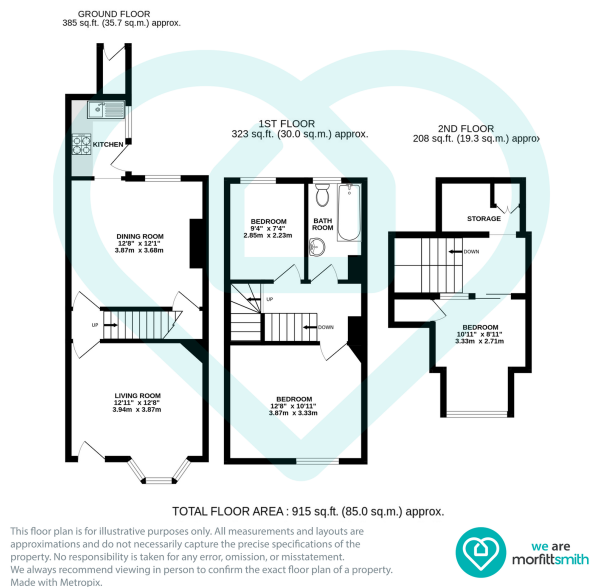 GROUND FLOOR
385 sq.ft. (35.7 sq.m.) approx.
KITCHEN
DINING ROOM
12'8" x 12'1"
3.87m x 3.68m
UP
LIVING ROOM
12'11" x 12'8"
3.94m x 3.87m
1ST FLOOR
323 sq.ft. (30.0 sq.m.) approx.
BEDROOM
9'4" x 7'4"
2.85m x 2.23m
BATH
ROOM
UP
DOWN
BEDROOM
12'8" x 10'11"
3.87m x 3.33m
2ND FLOOR
208 sq.ft. (19.3 sq.m.) approx
STORAGE
DOWN
BEDROOM
10'11" x 8'11"
3.33m x 2.71m
TOTAL FLOOR AREA : 915 sq.ft. (85.0 sq.m.) approx.
This floor plan is for illustrative purposes only. All measurements and layouts are
approximations and do not necessarily capture the precise specifications of the
property. No responsibility is taken for any error, omission, or misstatement.
We always recommend viewing in person to confirm the exact floor plan of a property.
Made with Metropix.
we are
morfittsmith